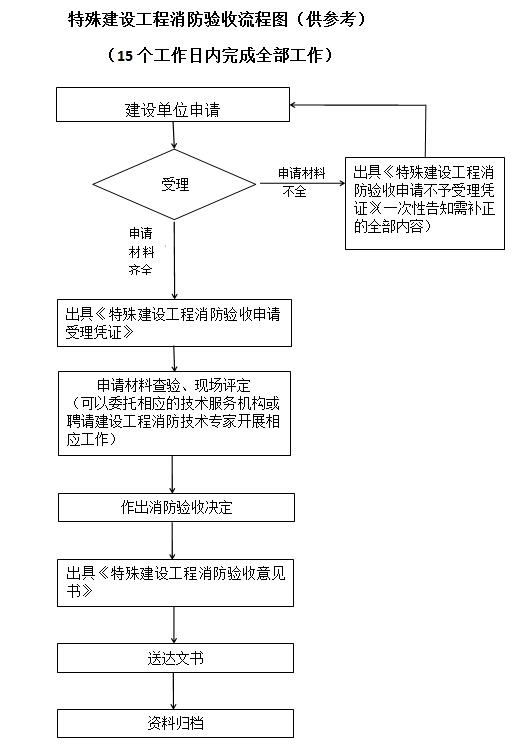 特殊建设工程消防验收流程图（供参考）
（15个工作日内完成全部工作）
建设单位申请
受理
申请材料
不全
出具《特殊建设工程消
防验收申请不予受理凭
证》（一次性告知需补正
的全部内容）
申请
材料
齐全
出具《特殊建设工程消防验收申请
受理凭证》
申请材料查验、现场评定
（可以委托相应的技术服务机构或
聘请建设工程消防技术专家开展相
应工作）
作出消防验收决定
出具《特殊建设工程消防验收意见
书》
送达文书
资料归档